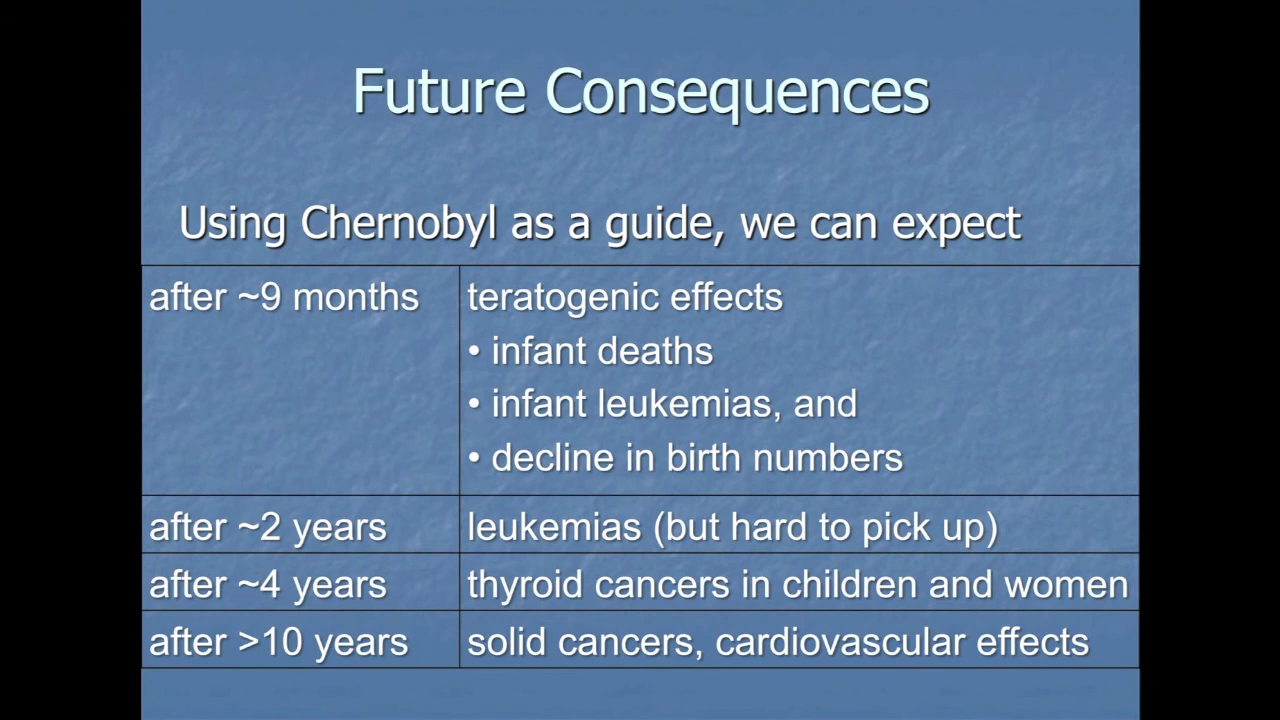 Future Consequences
Using Chernobyl as a guide, we can expect
after ~9 months
teratogenic effects
• infant deaths
• infant leukemias, and
• decline in birth numbers
after ~2 years
leukemias (but hard to pick up)
after ~4 years
thyroid cancers in children and women
after >10 years
solid cancers, cardiovascular effects